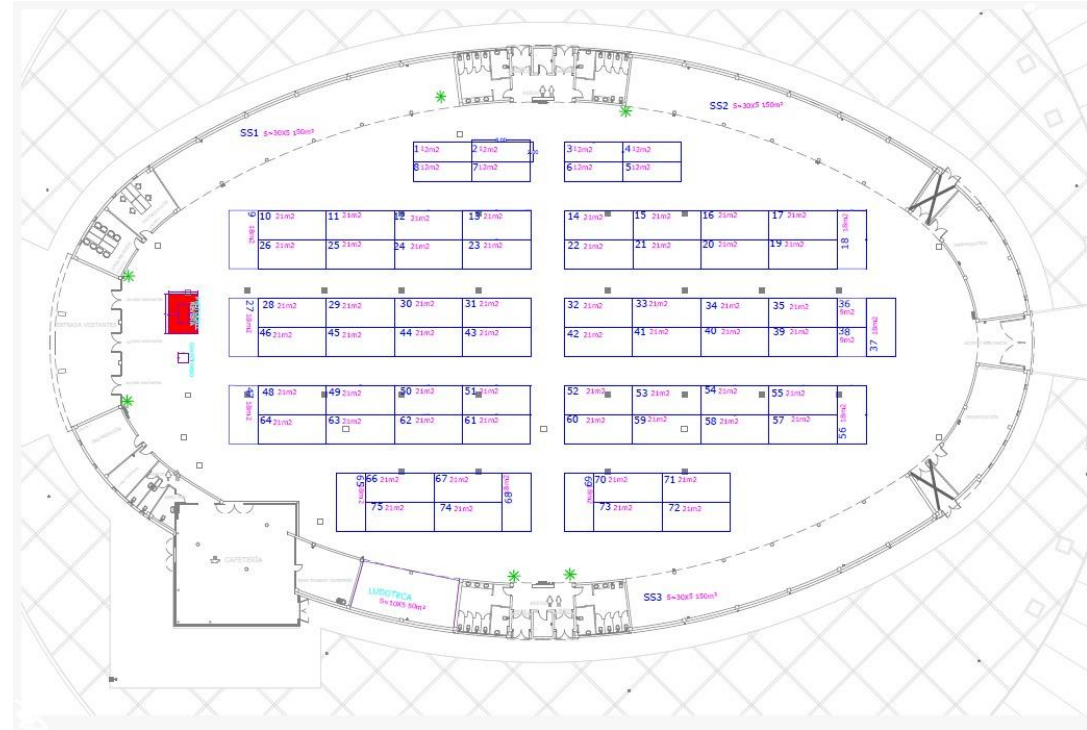 SS1 S=30X5 150m²
SS2 S=30X5 150m²
1 12m2
2 12m2
3 12m2
4 12m2
8 12m2
7 12m2
6 12m2
5 12m2
9 18m2
10 21m2
11 21m2
12 21m2
13 21m2
14 21m2
15 21m2
16 21m2
17 21m2
18 18m2
26 21m2
25 21m2
24 21m2
23 21m2
22 21m2
21 21m2
20 21m2
19 21m2
27 18m2
28 21m2
29 21m2
30 21m2
31 21m2
32 21m2
33 21m2
34 21m2
35 21m2
36 9m2
37 18m2
46 21m2
45 21m2
44 21m2
43 21m2
42 21m2
41 21m2
40 21m2
39 21m2
38 9m2
ENTRADA VISITANTES
47 18m2
48 21m2
49 21m2
50 21m2
51 21m2
52 21m2
53 21m2
54 21m2
55 21m2
56 18m2
64 21m2
63 21m2
62 21m2
61 21m2
60 21m2
59 21m2
58 21m2
57 21m2
65 18m2
66 21m2
67 21m2
68
69 18m2
70 21m2
71 21m2
75 21m2
74 21m2
73 21m2
72 21m2
CAFETERÍA
LUDOTECA
S=10X5 50m²
SS3 S=30X5 150m²